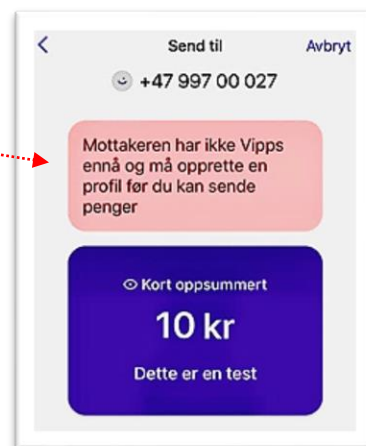 Send til Avbryt
+47 997 00 027
Mottakeren har ikke Vipps
ennå og må opprette en
profil før du kan sende
penger
Kort oppsummert
10 kr
Dette er en test